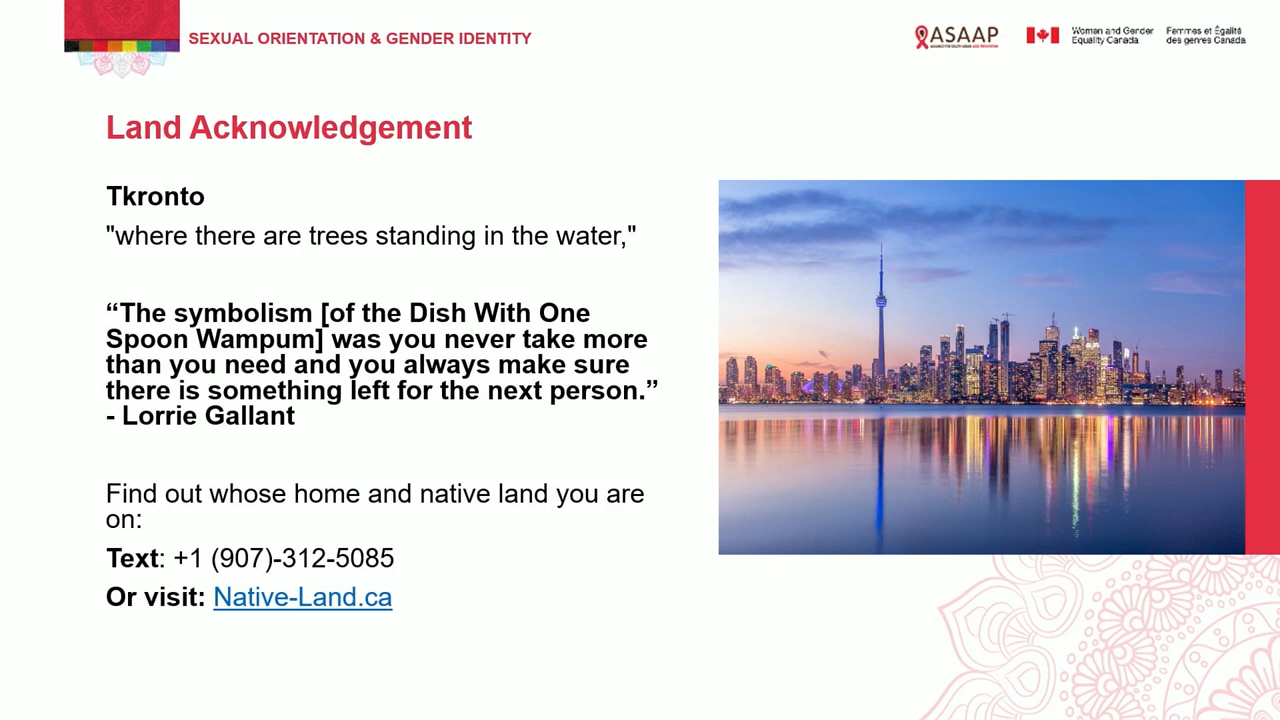 SEXUAL ORIENTATION & GENDER IDENTITY
ASAAP
Women and Gender
Equality Canada
Femmes et Égalité
des genres Canada
Land Acknowledgement
Tkronto
"where there are trees standing in the water,"
“The symbolism [of the Dish With One
Spoon Wampum] was you never take more
than you need and you always make sure
there is something left for the next person.”
- Lorrie Gallant
Find out whose home and native land you are
on:
Text: +1 (907)-312-5085
Or visit: Native-Land.ca